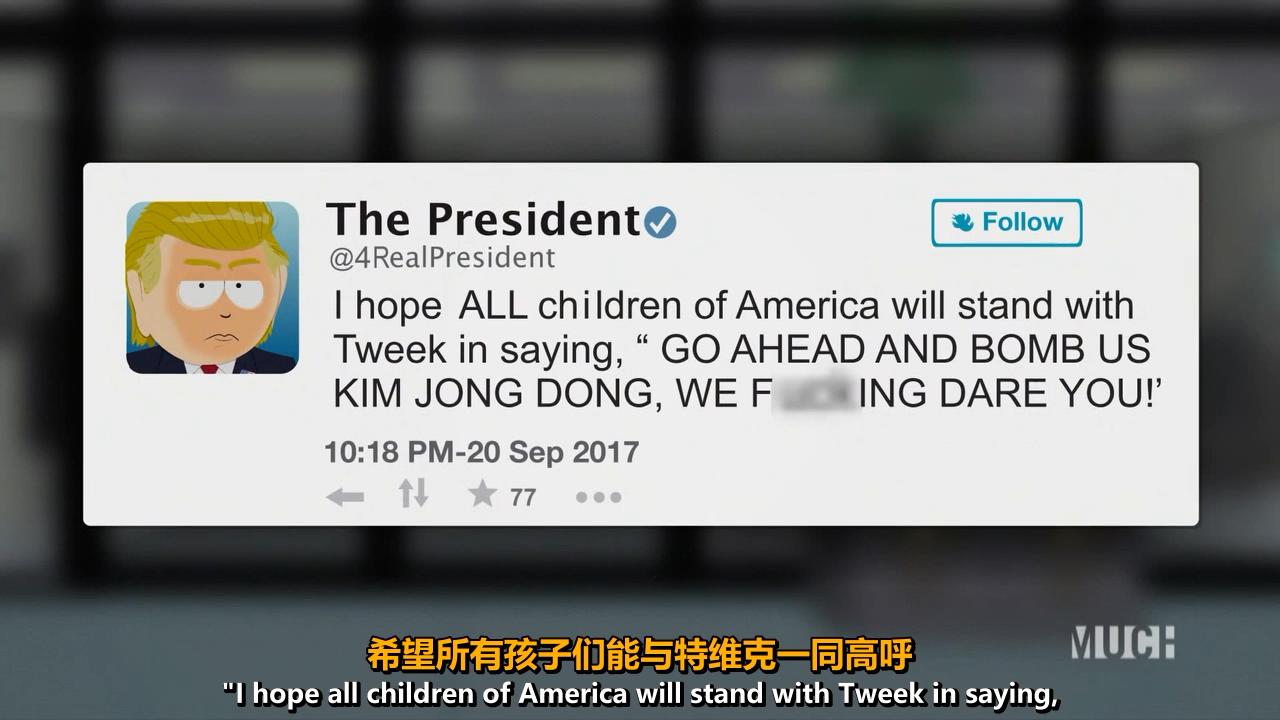 The President
@4RealPresident
Follow
I hope ALL children of America will stand with
Tweek in saying, “ GO AHEAD AND BOMB US
KIM JONG DONG, WE F ING DARE YOU!’
10:18 PM-20 Sep 2017
77
MUCH
希望所有孩子们能与特维克一同高呼
"I hope all children of America will stand with Tweek in saying,